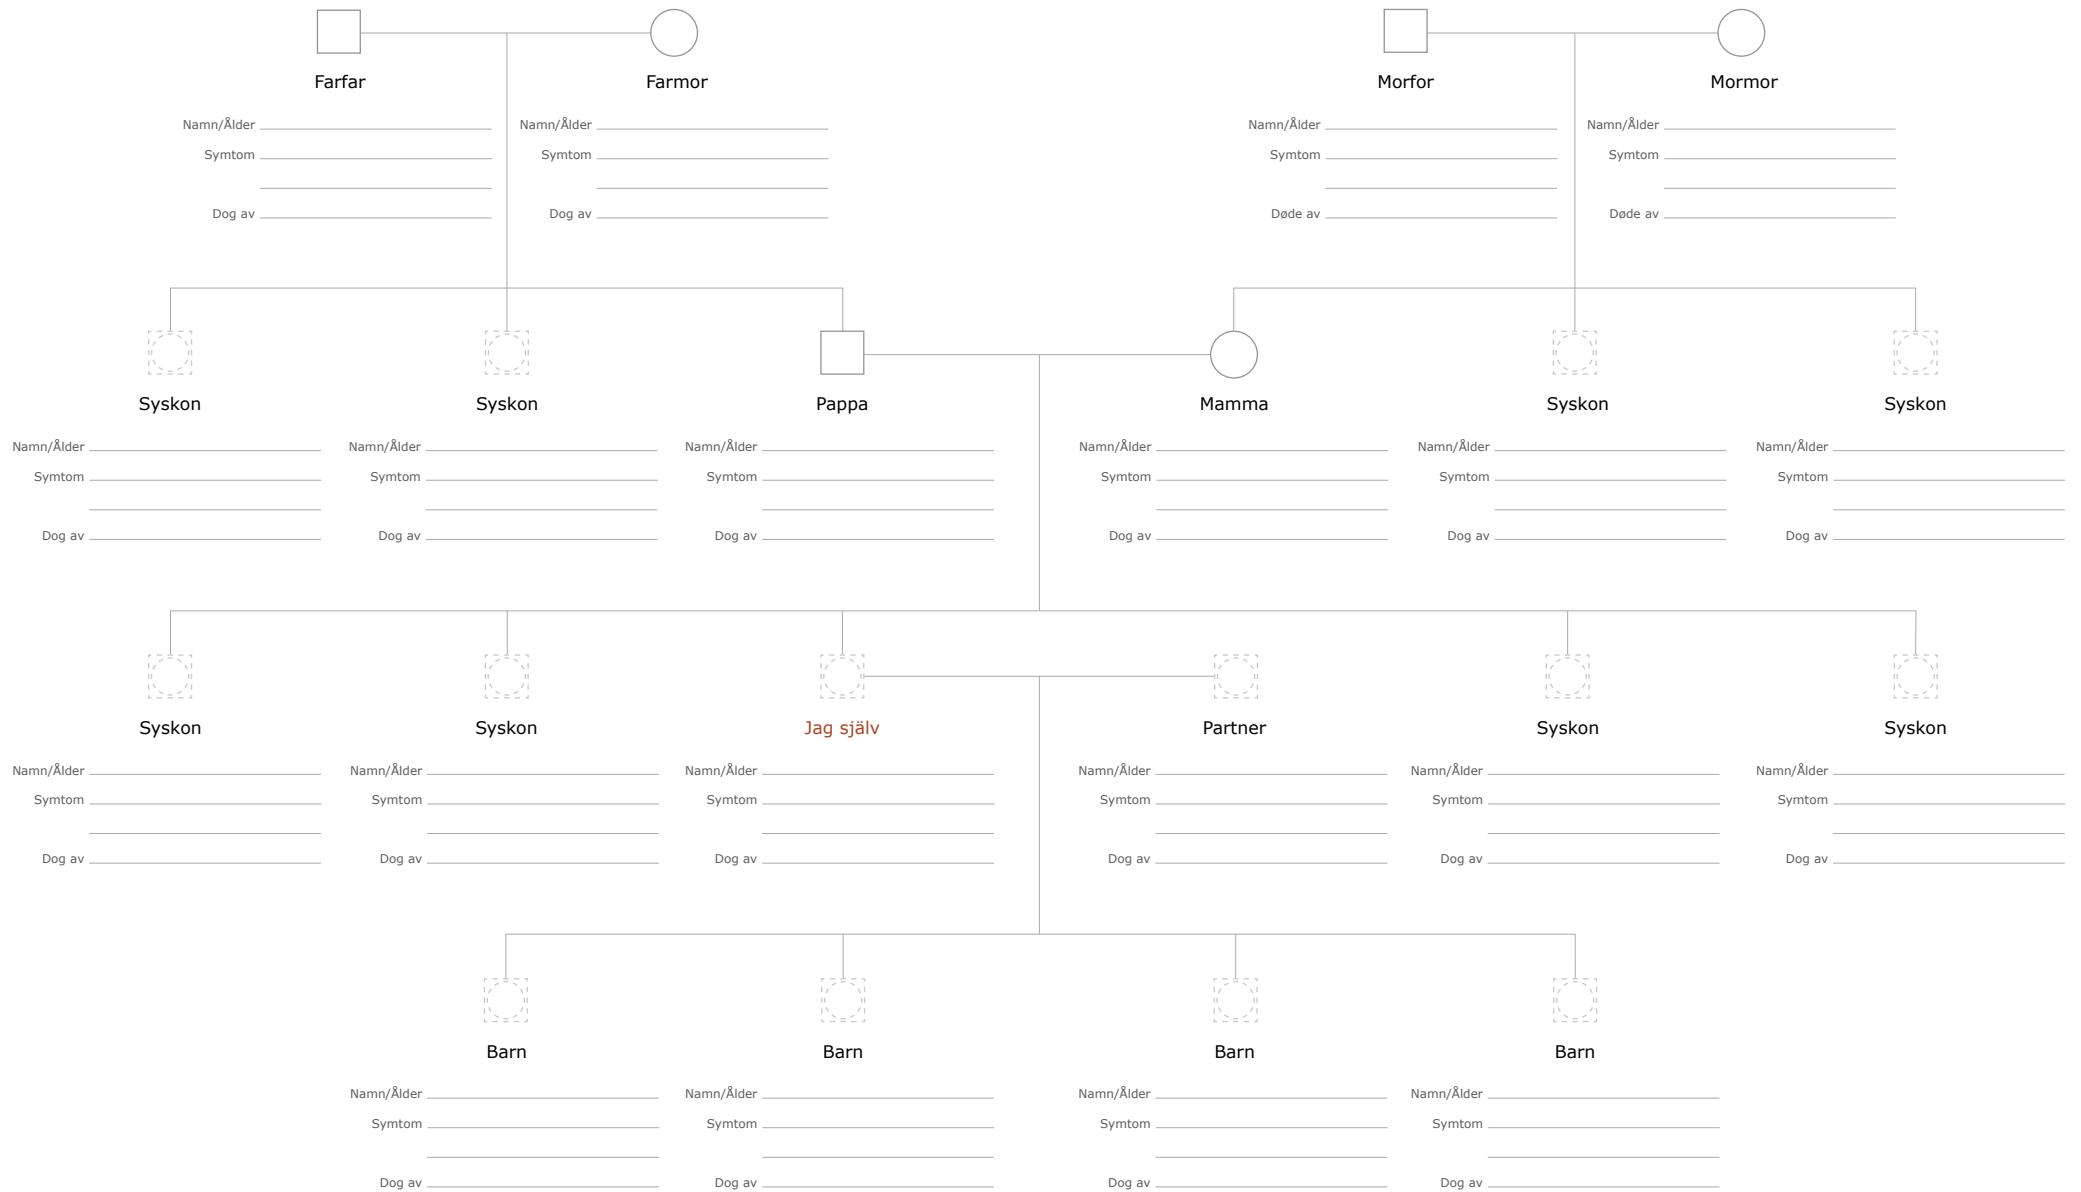 Farfar Farmor Morfor Mormor
Namn/Ålder Namn/Ålder Namn/Ålder Namn/Ålder
Symtom Symtom Symtom Symtom
Dog av Dog av Døde av Døde av
Syskon Syskon Pappa Mamma Syskon Syskon
Namn/Ålder Namn/Ålder Namn/Ålder Namn/Ålder Namn/Ålder Namn/Ålder
Symtom Symtom Symtom Symtom Symtom Symtom
Dog av Dog av Dog av Dog av Dog av Dog av
Syskon Syskon Jag själv Partner Syskon Syskon
Namn/Ålder Namn/Ålder Namn/Ålder Namn/Ålder Namn/Ålder Namn/Ålder
Symtom Symtom Symtom Symtom Symtom Symtom
Dog av Dog av Dog av Dog av Dog av Dog av
Barn Barn Barn Barn
Namn/Ålder Namn/Ålder Namn/Ålder Namn/Ålder
Symtom Symtom Symtom Symtom
Dog av Dog av Dog av Dog av